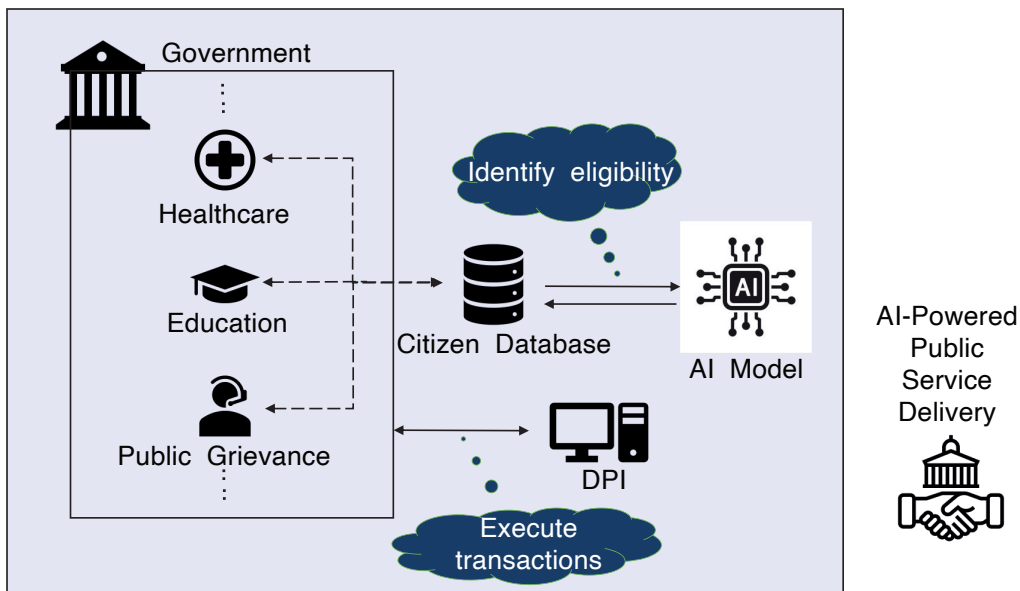 Government
Healthcare
Education
Public Grievance
Identify eligibility
Citizen Database
AI
AI Model
DPI
Execute
transactions
AI-Powered
Public
Service
Delivery